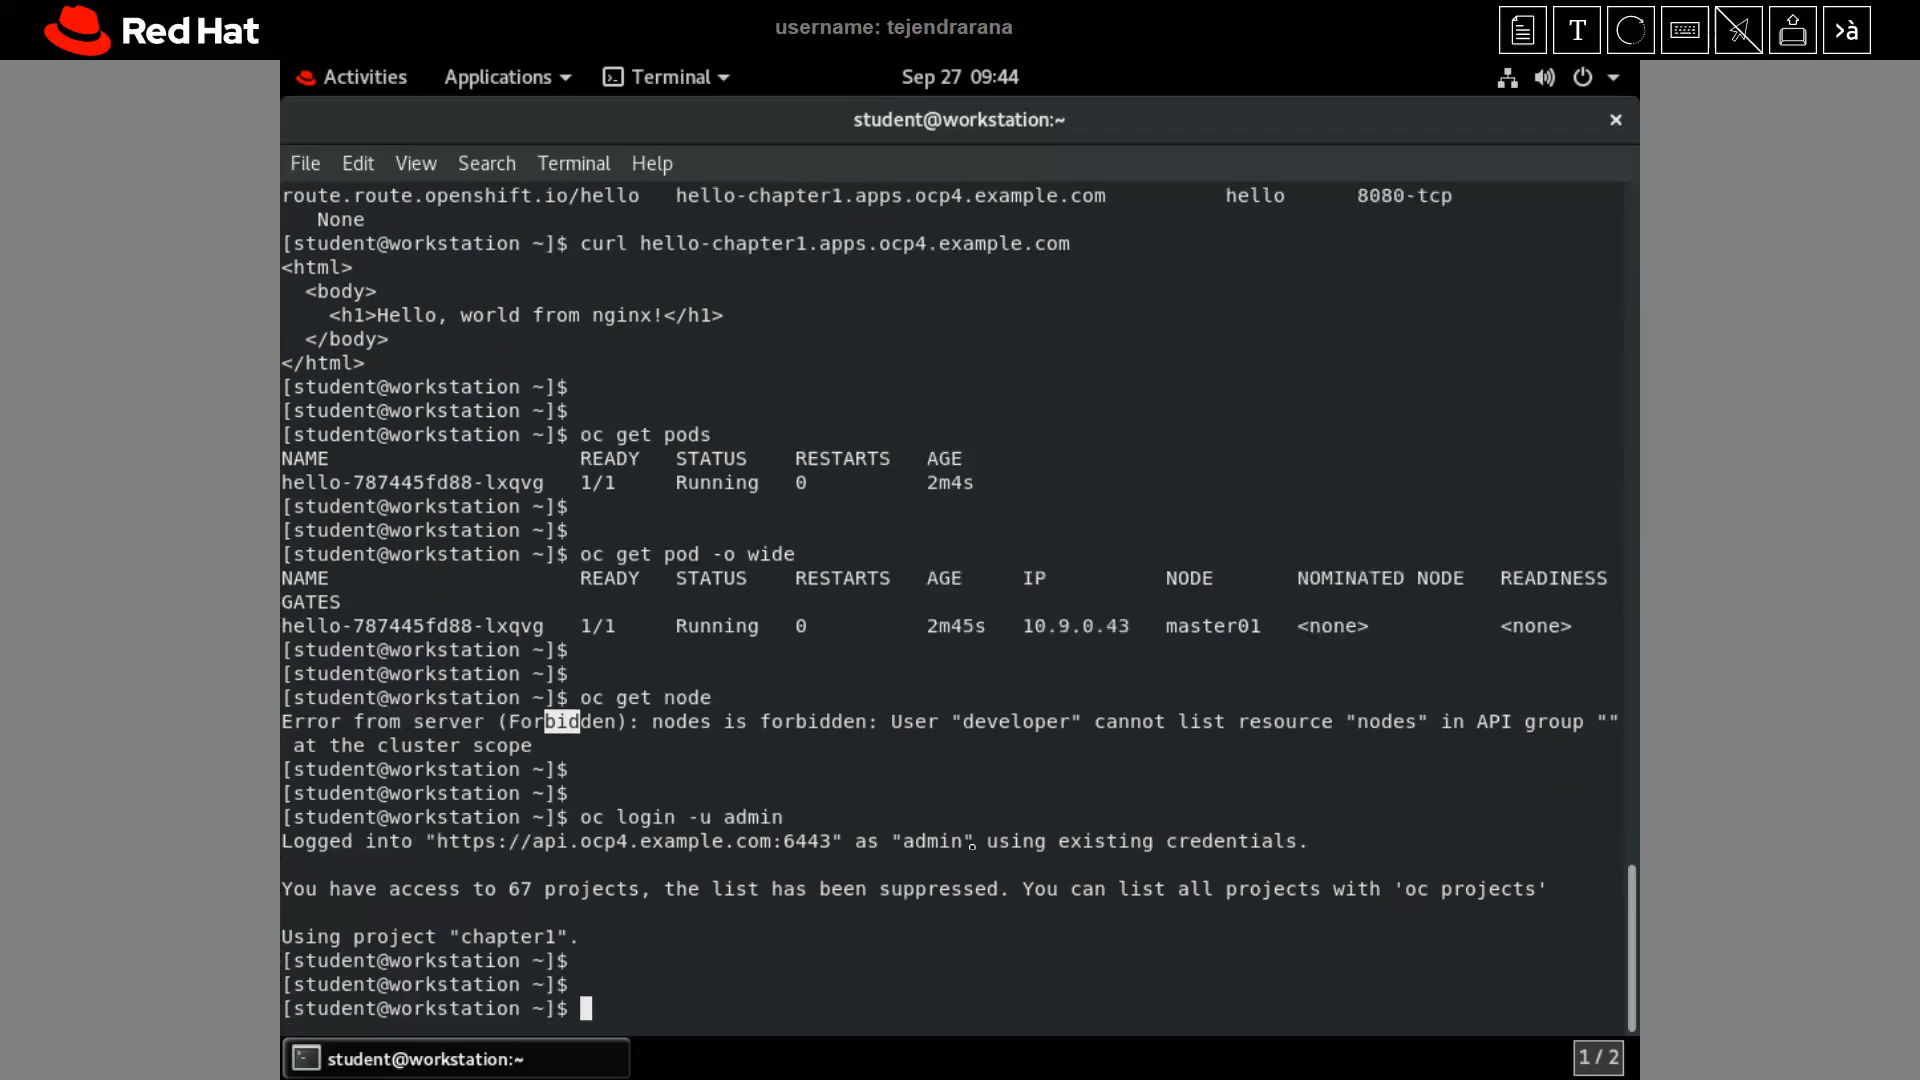 Red Hat
username: tejendrarana
T
›à
Activities Applications Terminal Sep 27 09:44
student@workstation:~ ×
File Edit View Search Terminal Help
route.route.openshift.io/hello hello-chapter1.apps.ocp4.example.com hello 8080-tcp
None
[student@workstation ~]$ curl hello-chapter1.apps.ocp4.example.com
<html>
<body>
<h1>Hello, world from nginx!</h1>
</body>
</html>
[student@workstation ~]$
[student@workstation ~]$
[student@workstation ~]$ oc get pods
NAME READY STATUS RESTARTS AGE
hello-787445fd88-lxqvg 1/1 Running 0 2m4s
[student@workstation ~]$
[student@workstation ~]$
[student@workstation ~]$ oc get pod -o wide
NAME READY STATUS RESTARTS AGE IP NODE NOMINATED NODE READINESS
GATES
hello-787445fd88-lxqvg 1/1 Running 0 2m45s 10.9.0.43 master01 <none> <none>
[student@workstation ~]$
[student@workstation ~]$
[student@workstation ~]$ oc get node
Error from server (Forbidden): nodes is forbidden: User "developer" cannot list resource "nodes" in API group ""
at the cluster scope
[student@workstation ~]$
[student@workstation ~]$
[student@workstation ~]$ oc login -u admin
Logged into "https://api.ocp4.example.com:6443" as "admin" using existing credentials.
You have access to 67 projects, the list has been suppressed. You can list all projects with 'oc projects'
Using project "chapter1".
[student@workstation ~]$
[student@workstation ~]$
[student@workstation ~]$
student@workstation:~ 1 / 2